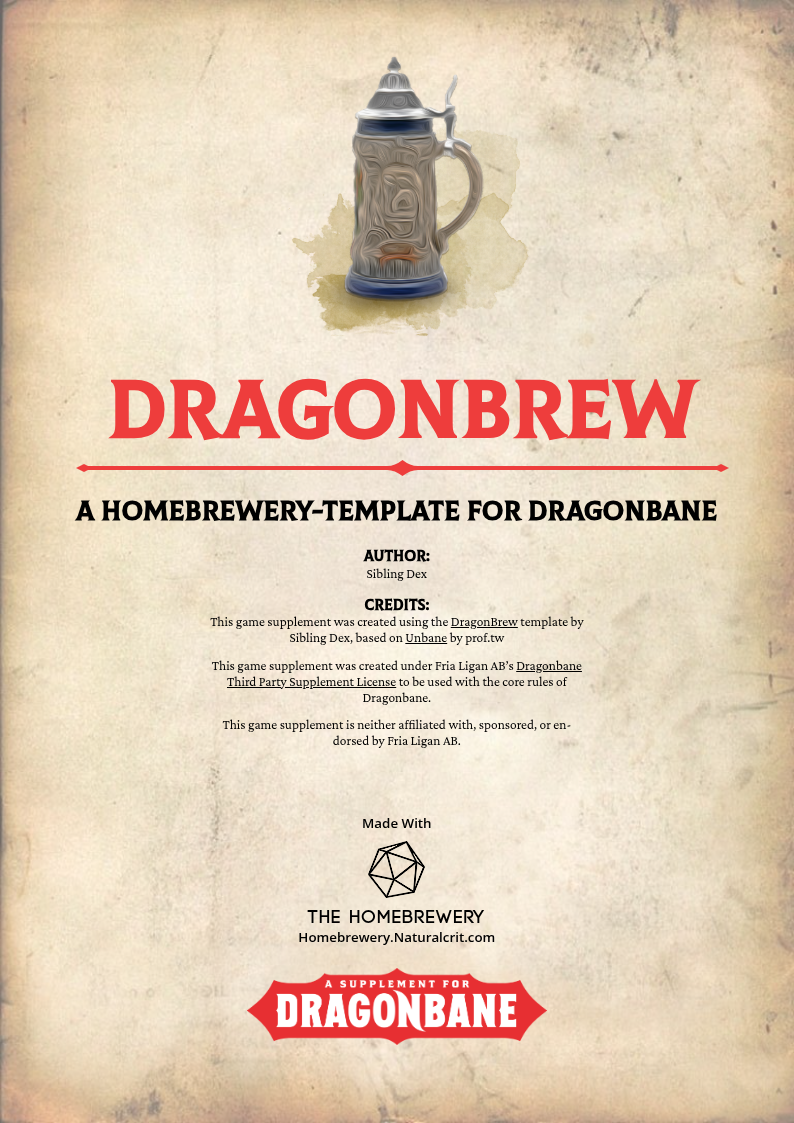 DRAGONBREW
A HOMEBREWERY-TEMPLATE FOR DRAGONBANE
AUTHOR:
Sibling Dex
CREDITS:
This game supplement was created using the DragonBrew template by
Sibling Dex, based on Unbane by prof.tw
This game supplement was created under Fria Ligan AB’s Dragonbane
Third Party Supplement License to be used with the core rules of
Dragonbane.
This game supplement is neither affiliated with, sponsored, or en-
dorsed by Fria Ligan AB.
Made With
THE HOMEBREWERY
Homebrewery.Naturalcrit.com
A SUPPLEMENT FOR
DRAGONBANE